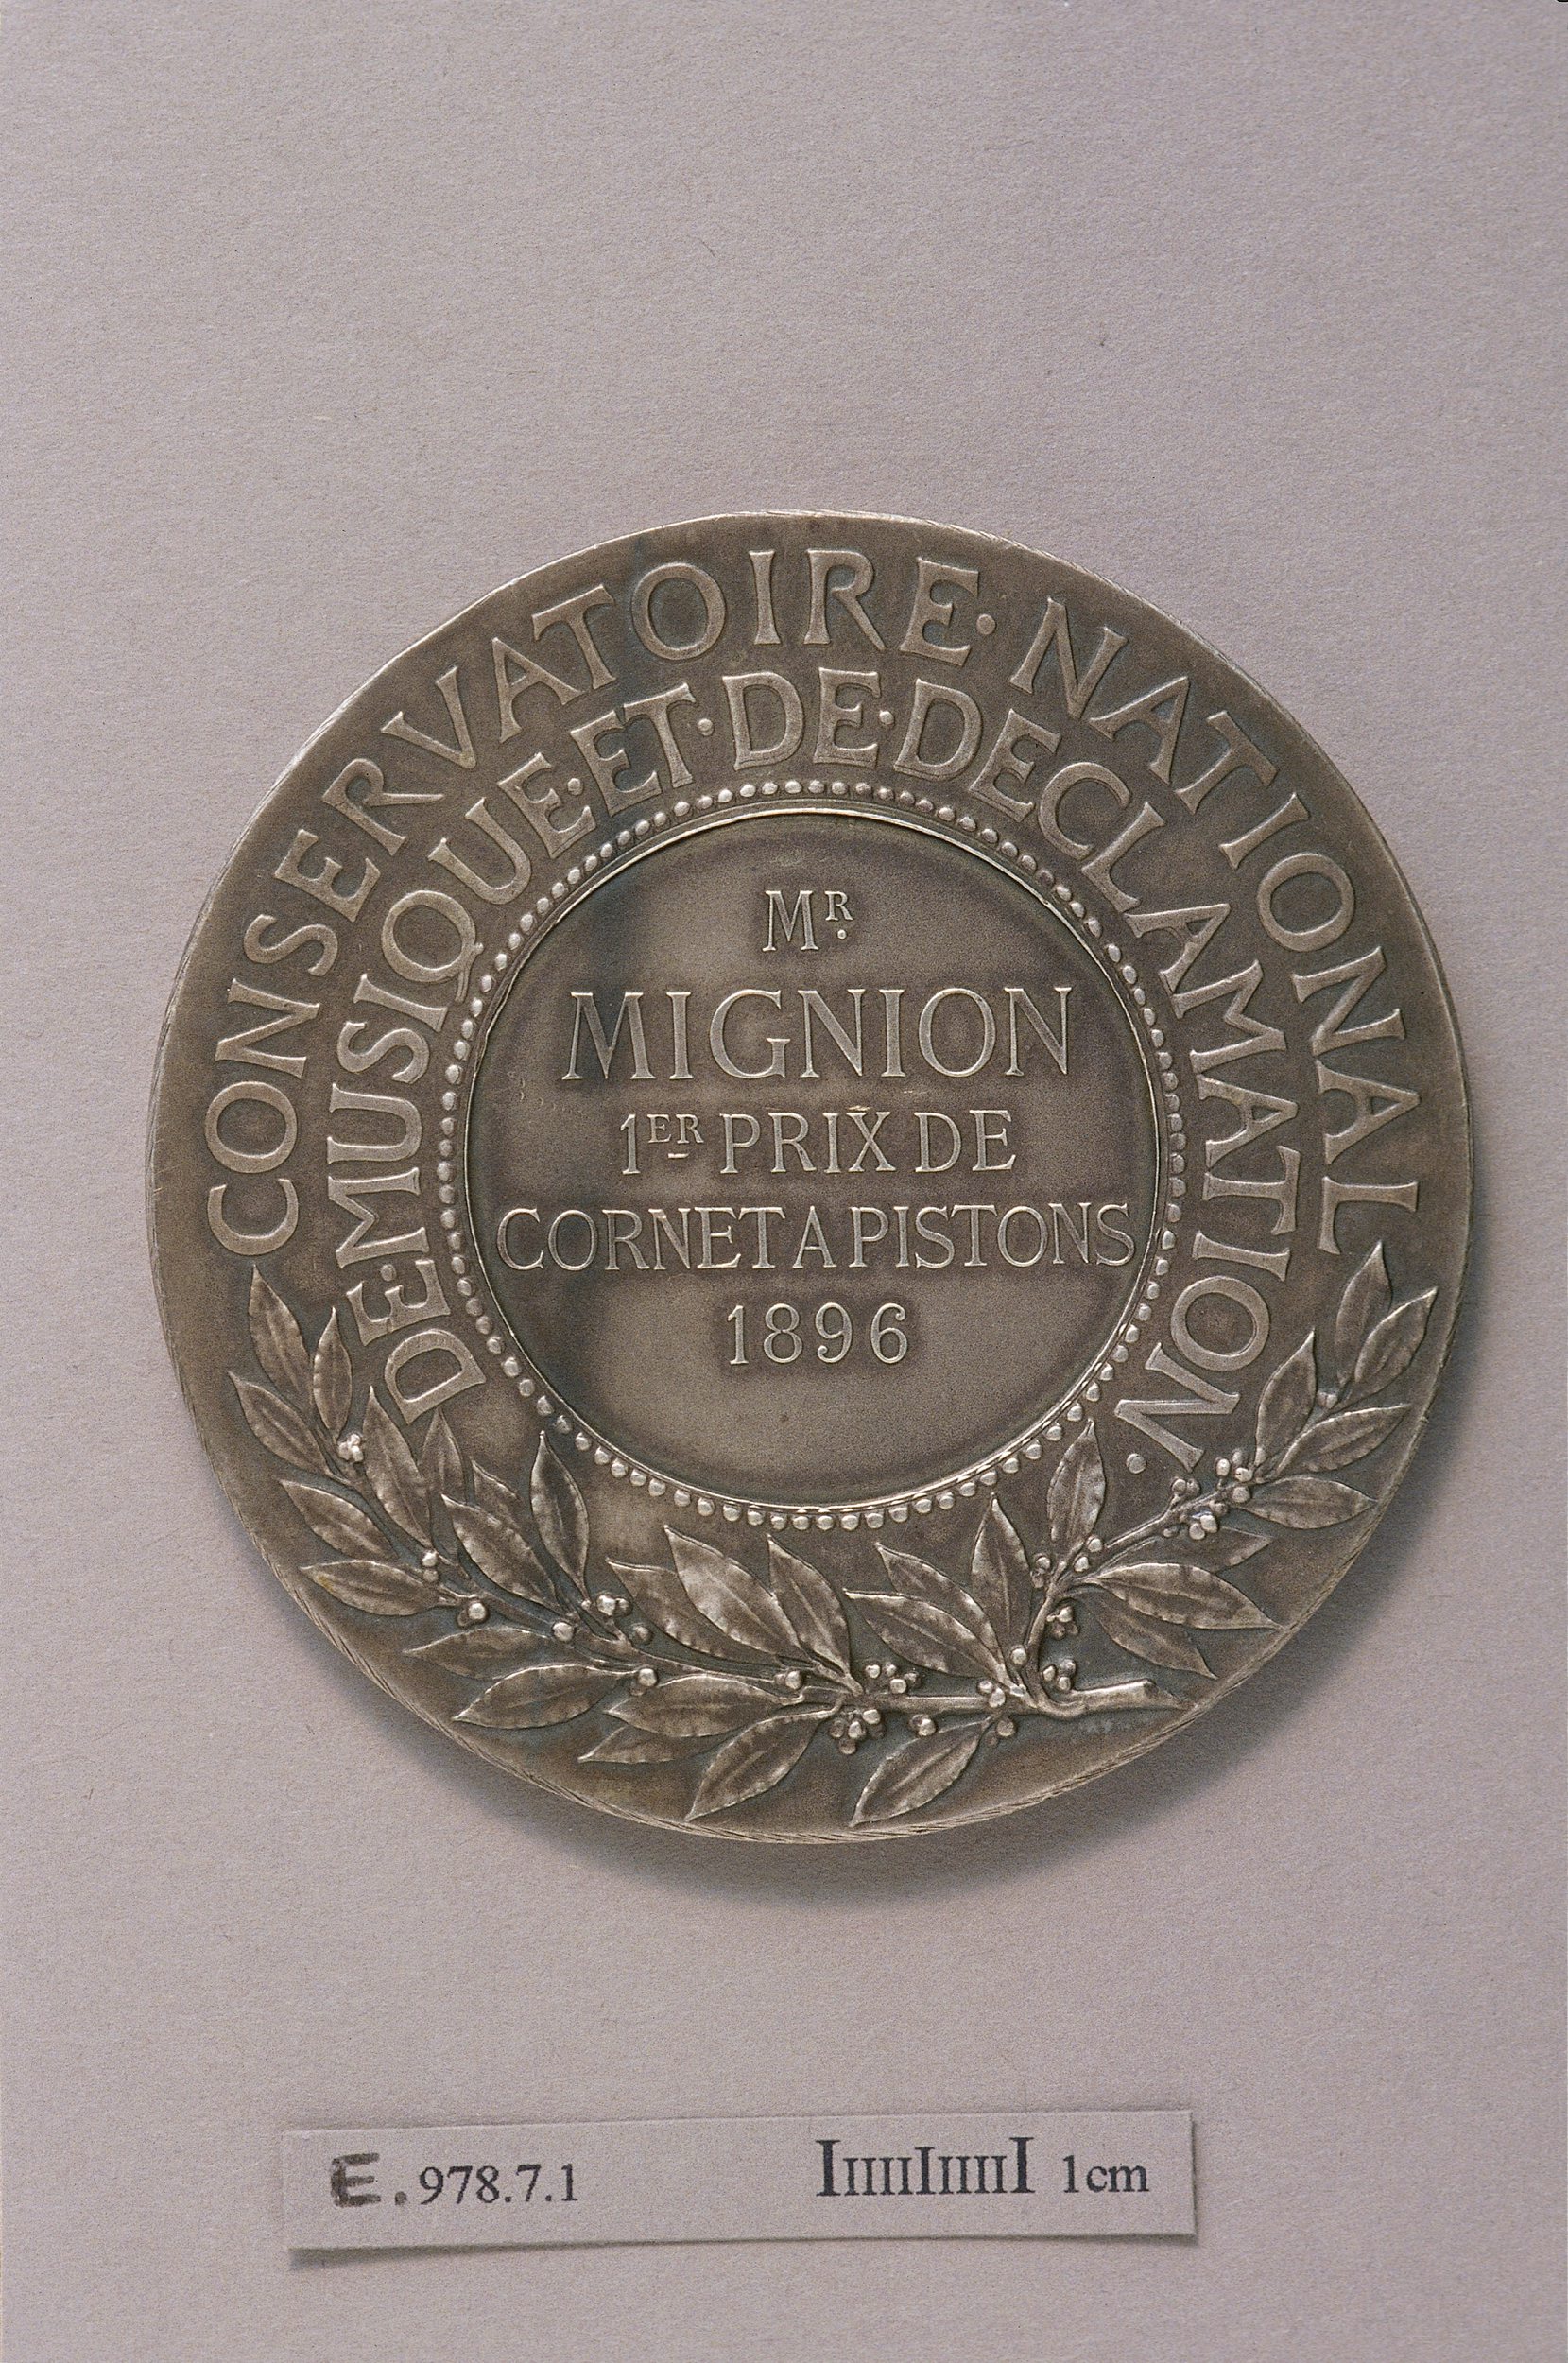 CONSERVATOIRE · NATIONAL
DE · MUSIQUE · ET · DE · DECLAMATION ·
MR.
MIGNION
1ER PRIX DE
CORNET A PISTONS
1896
E. 978.7.1
1cm